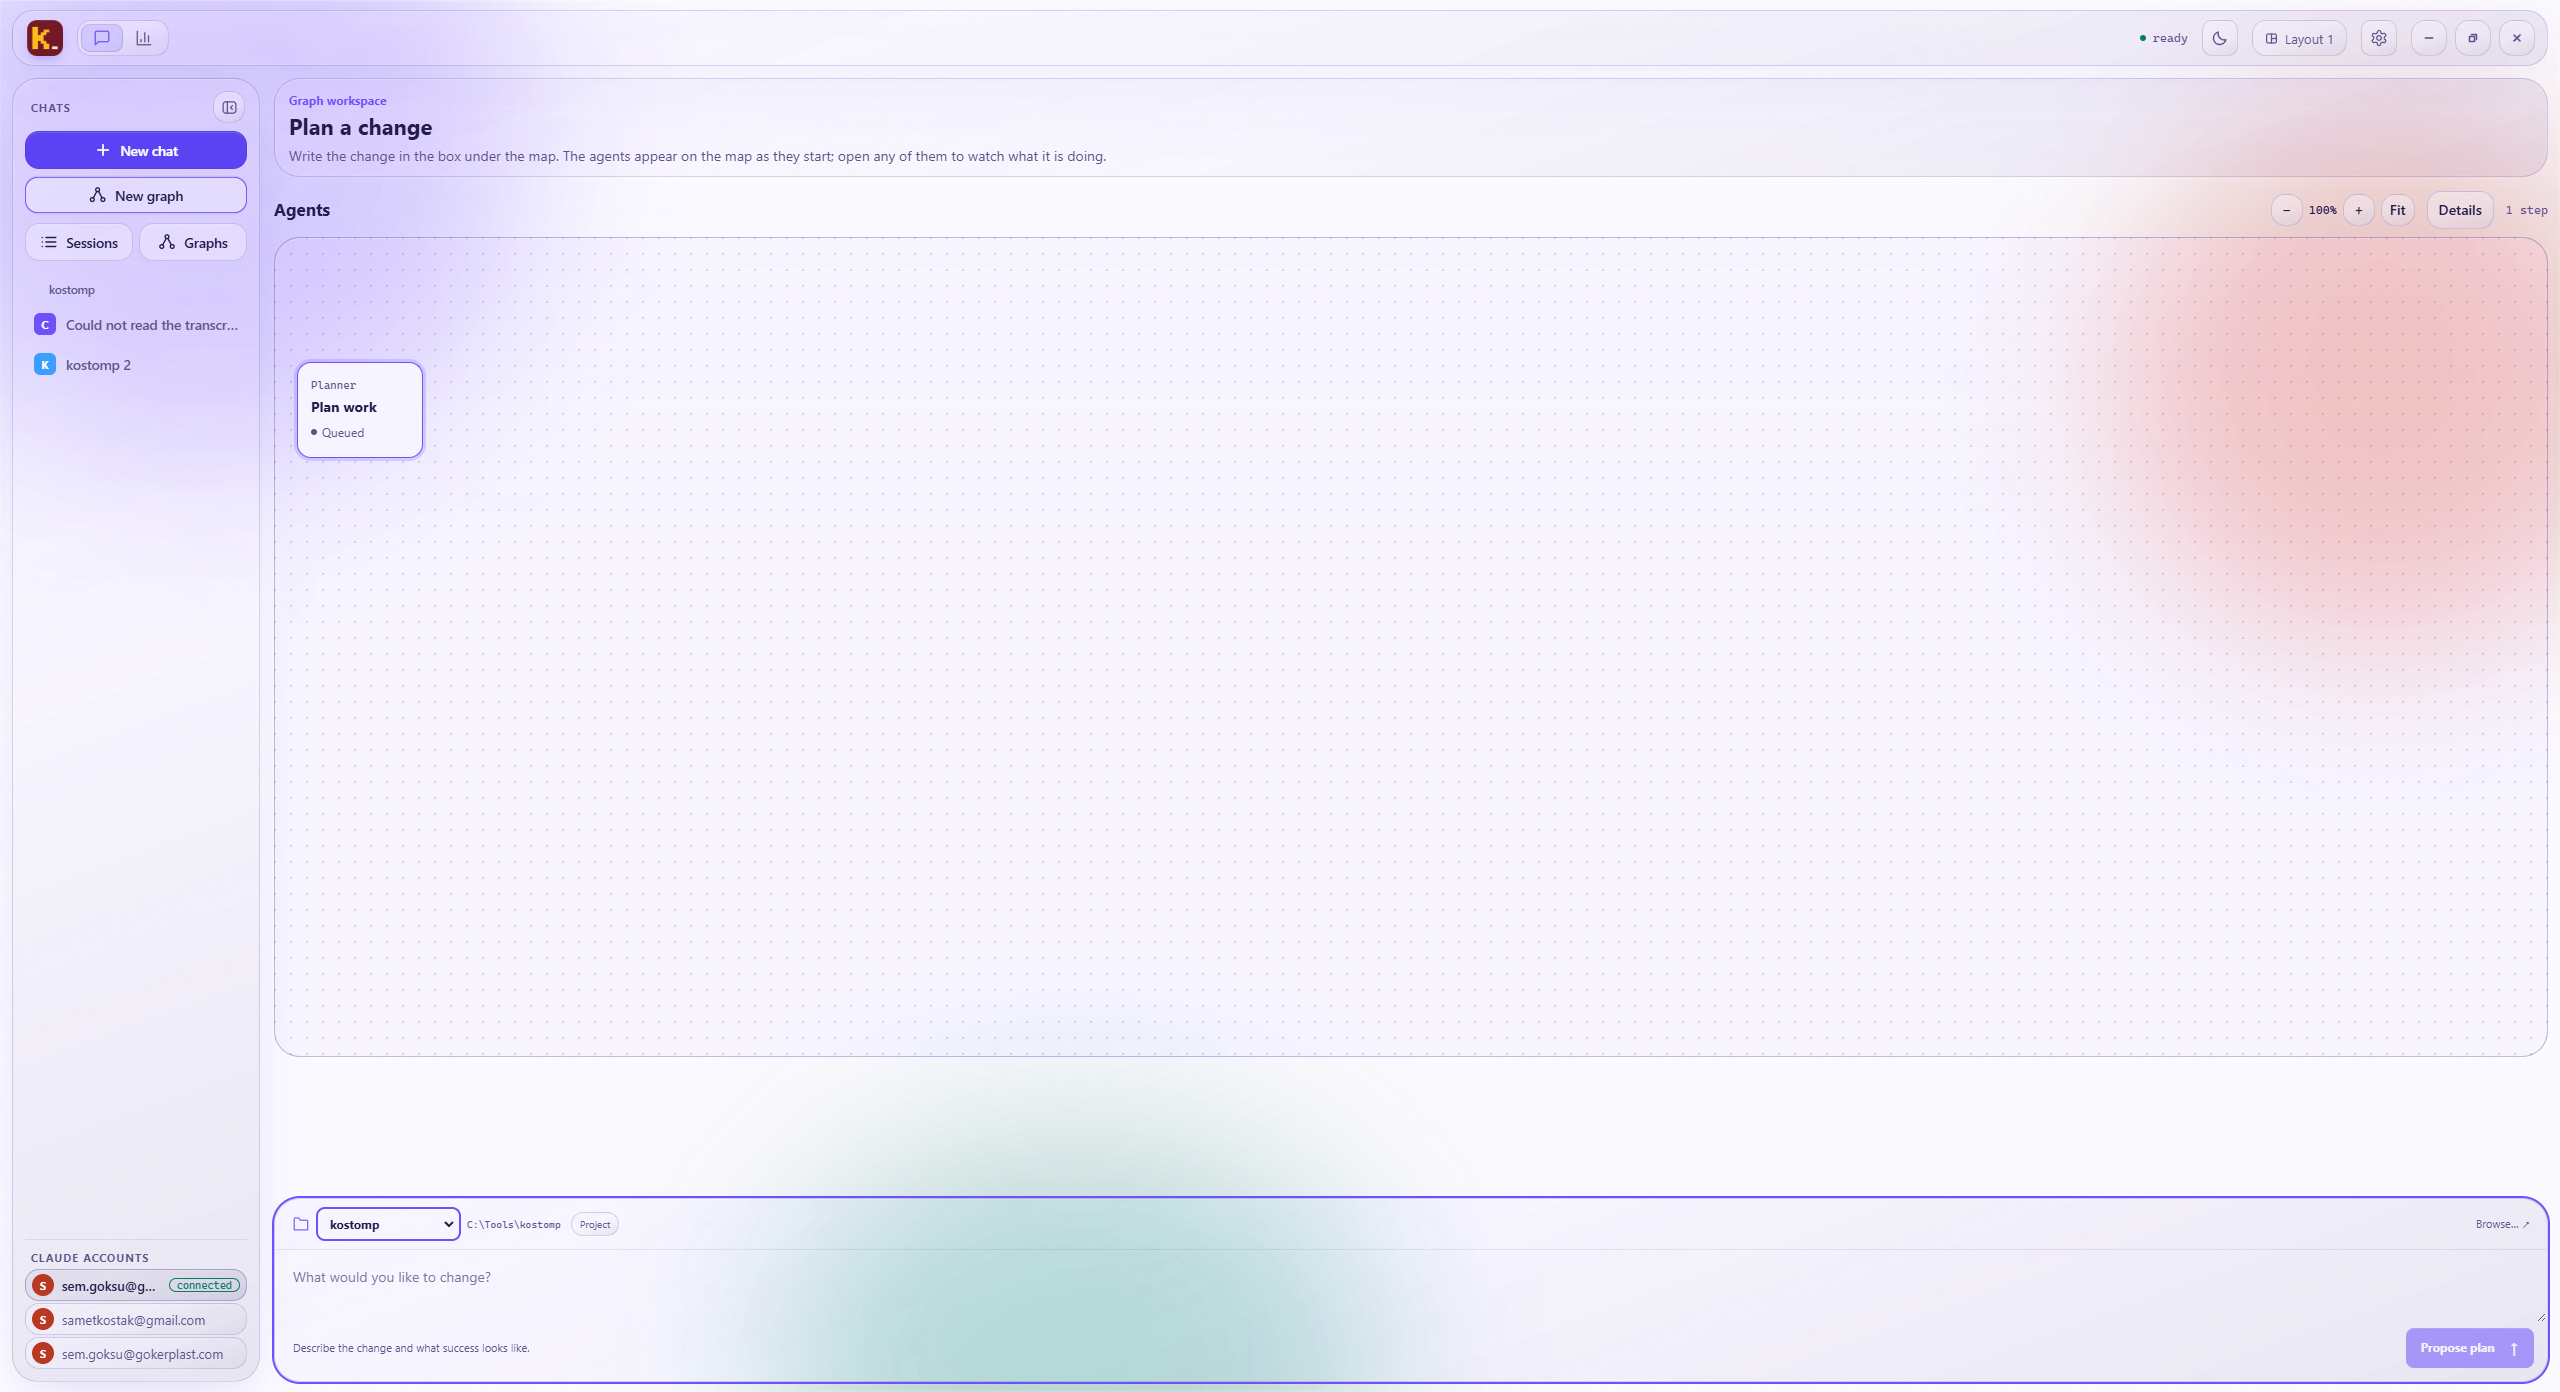 K.
ready
Layout 1
CHATS
New chat
New graph
Sessions
Graphs
kostomp
C Could not read the transcr...
K kostomp 2
CLAUDE ACCOUNTS
S sem.goksu@g... connected
S sametkostak@gmail.com
S sem.goksu@gokerplast.com
Graph workspace
Plan a change
Write the change in the box under the map. The agents appear on the map as they start; open any of them to watch what it is doing.
Agents
− 100% + Fit Details 1 step
Planner
Plan work
Queued
kostomp C:\Tools\kostomp Project Browse... ↗
What would you like to change?
Describe the change and what success looks like.
Propose plan ↑